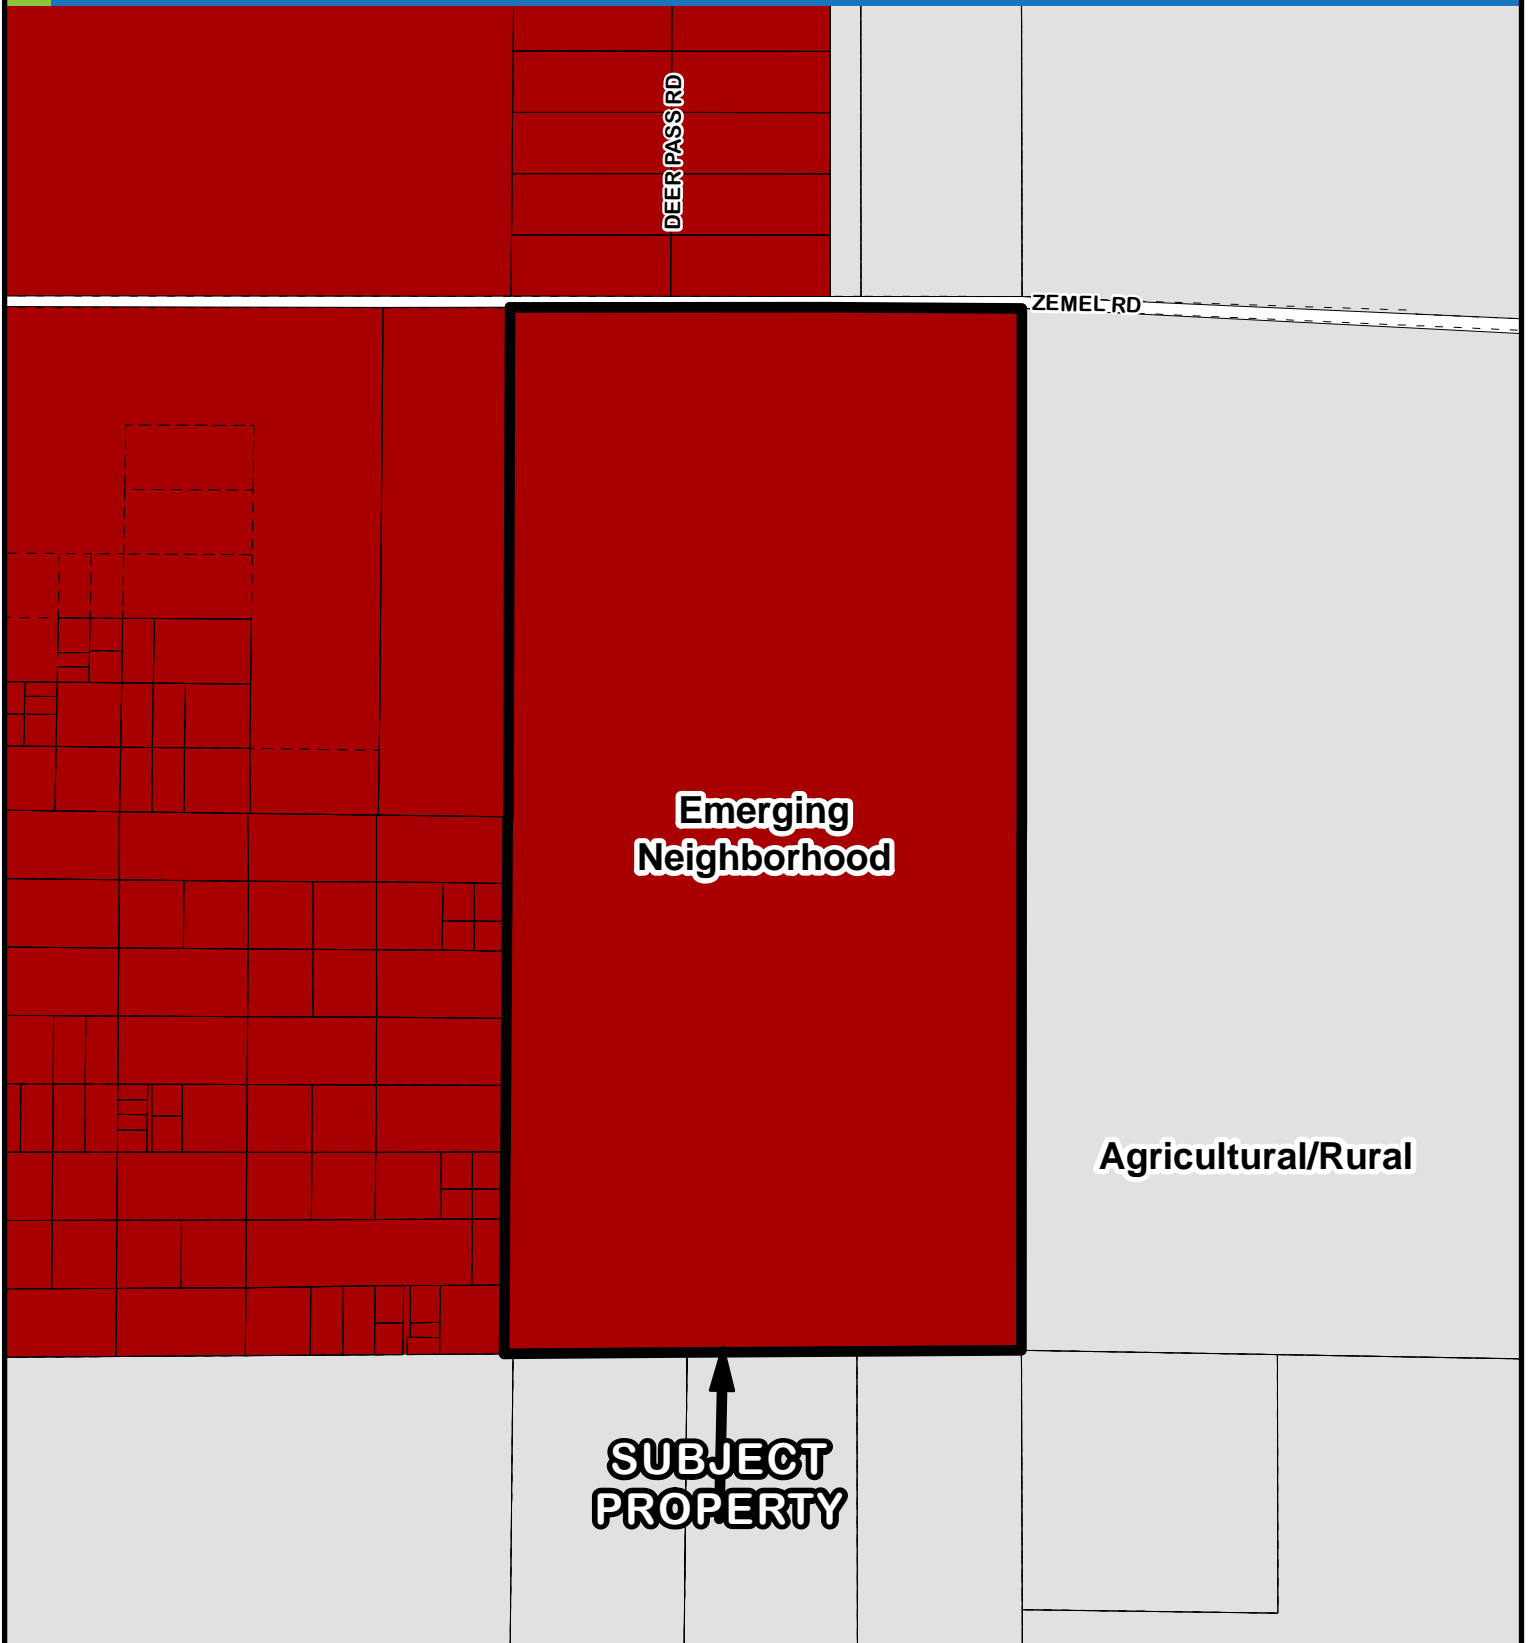 DEER PASS RD
ZEMEL RD
Emerging
Neighborhood
Agricultural/Rural
SUBJECT
PROPERTY